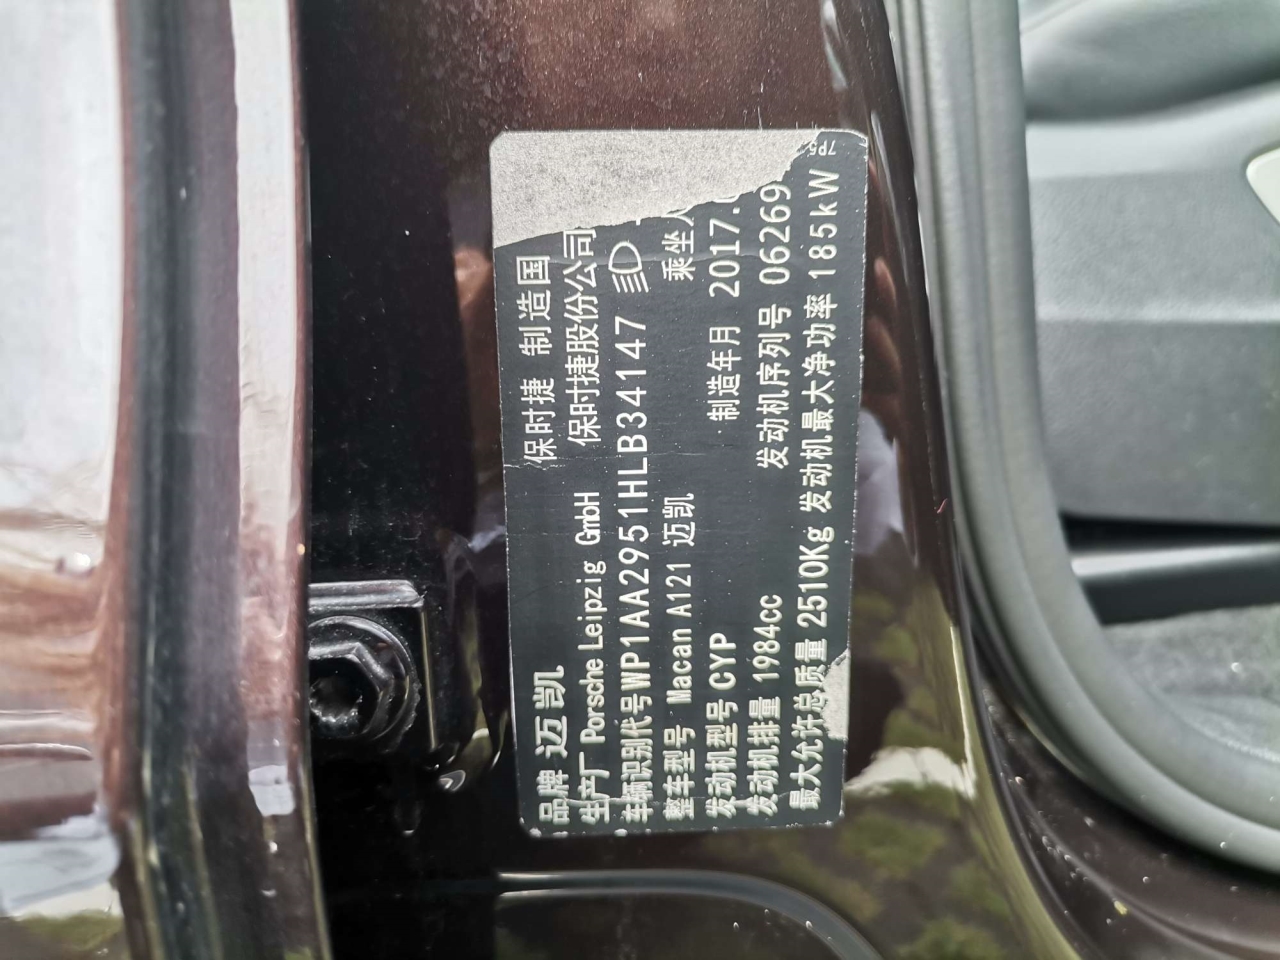 品牌 迈凯 保时捷 制造国
生产厂 Porsche Leipzig GmbH 保时捷股份公司
车辆识别代号WP1AA2951HLB34147
整车型号 Macan A121 迈凯 乘坐人
发动机型号 CYP 制造年月 2017.
发动机排量 1984cc 发动机序列号 06269
最大允许总质量 2510Kg 发动机最大净功率 185kW
7P5